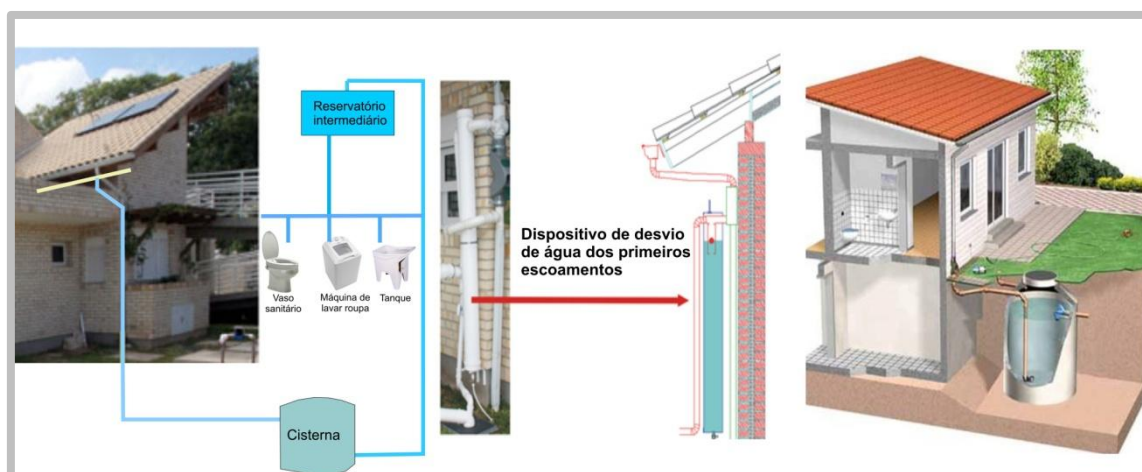 Reservatório
intermediário
Vaso
sanitário
Máquina de
lavar roupa
Tanque
Cisterna
Dispositivo de desvio
de água dos primeiros
escoamentos